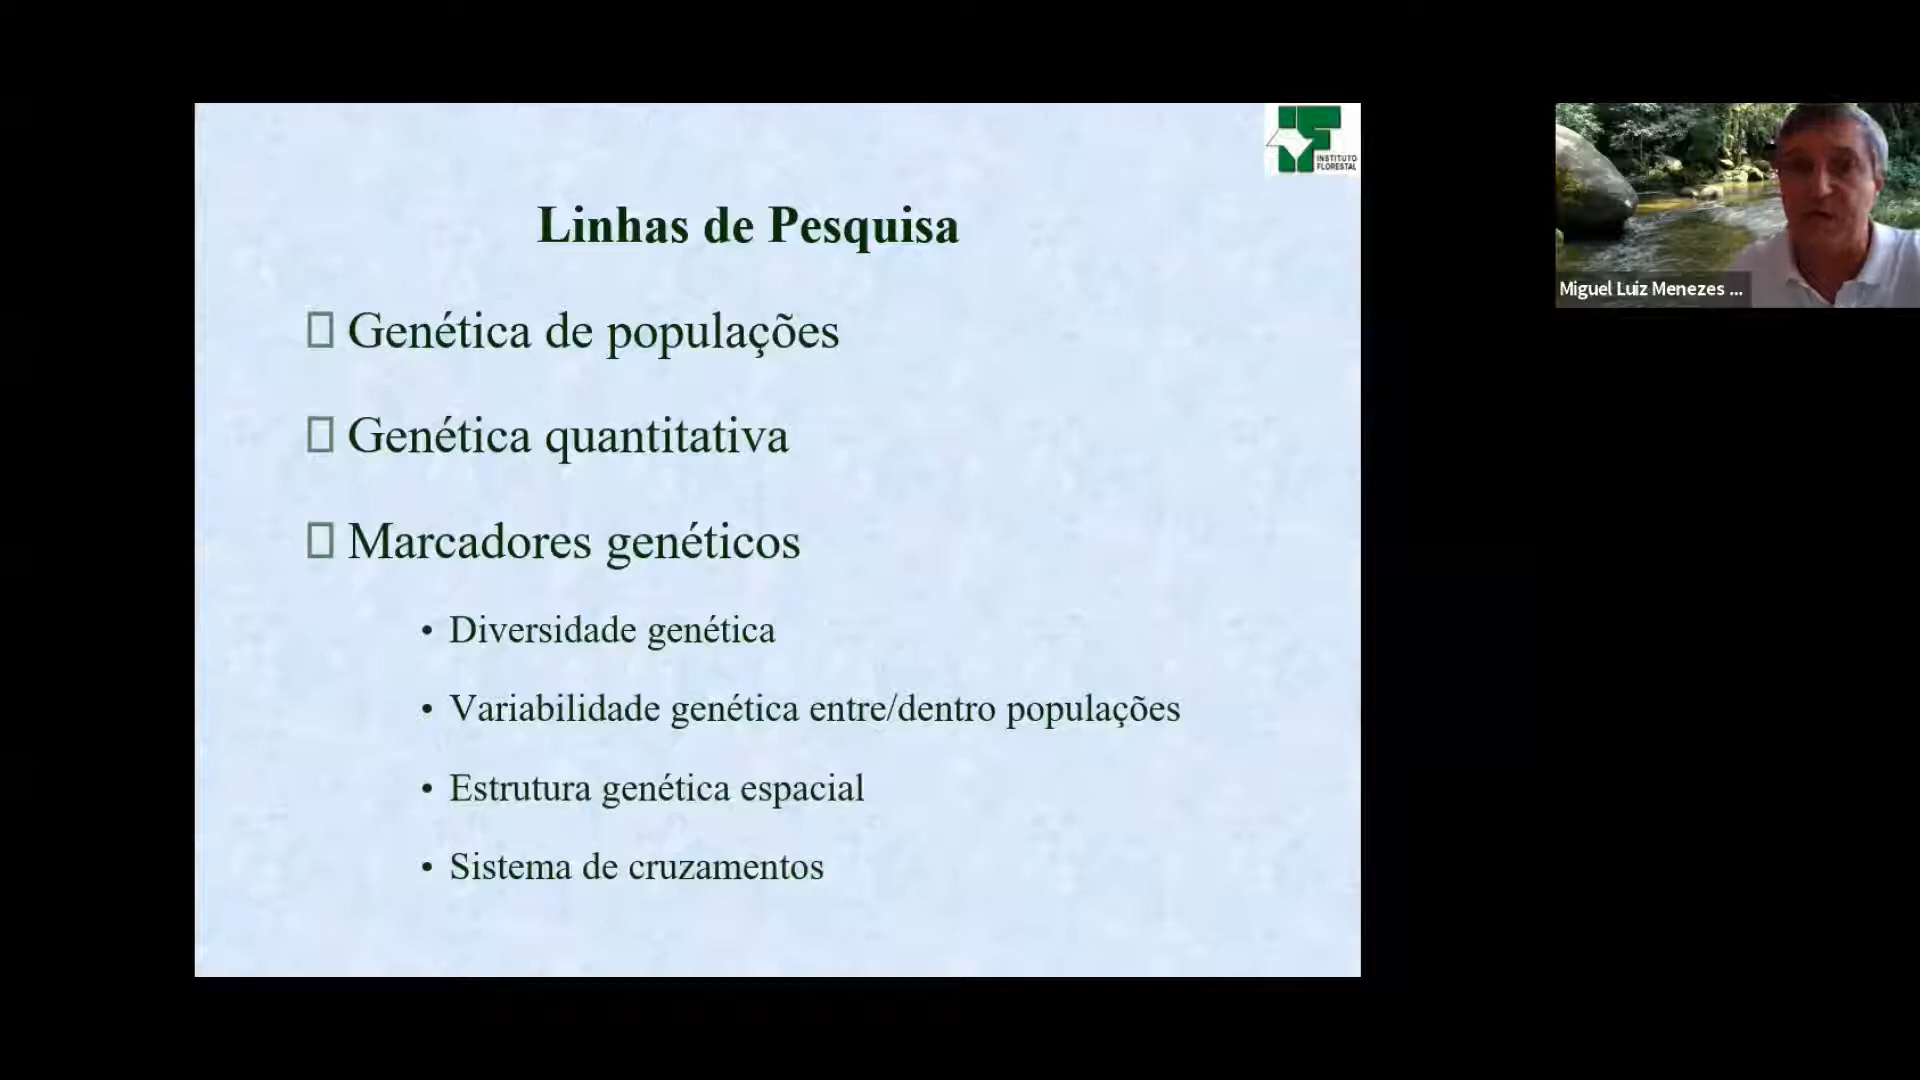 INSTITUTO
FLORESTAL
Linhas de Pesquisa
Genética de populações
Genética quantitativa
Marcadores genéticos
• Diversidade genética
• Variabilidade genética entre/dentro populações
• Estrutura genética espacial
• Sistema de cruzamentos
Miguel Luiz Menezes ...